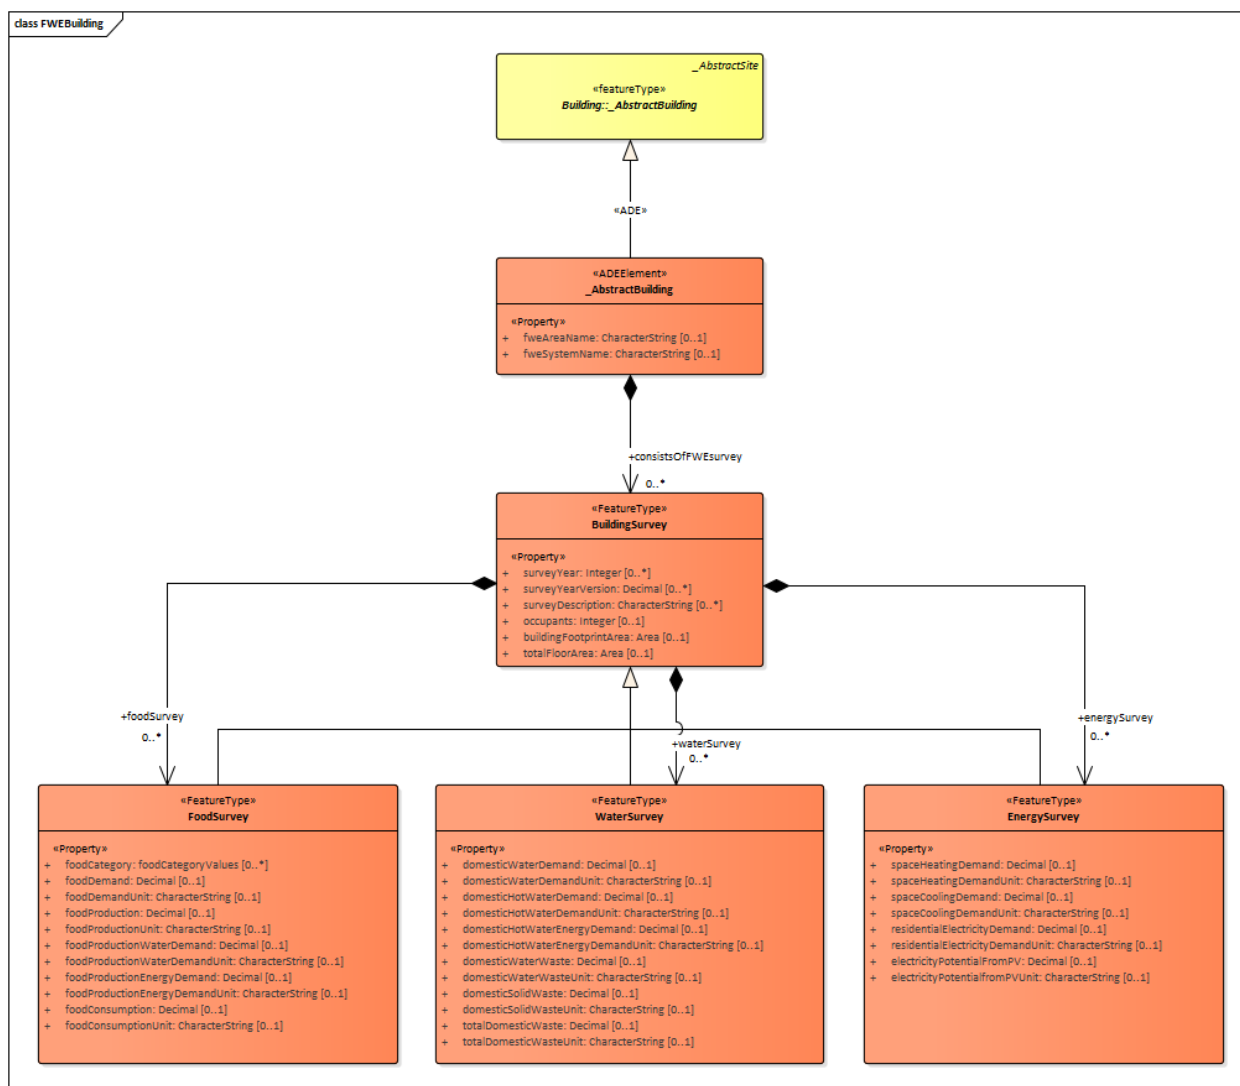 class FWEBuilding
_AbstractSite
«featureType»
Building::_AbstractBuilding
«ADE»
«ADEElement»
_AbstractBuilding
«Property»
+ fweAreaName: CharacterString [0..1]
+ fweSystemName: CharacterString [0..1]
+consistsOfFWEsurvey
0..*
«FeatureType»
BuildingSurvey
«Property»
+ surveyYear: Integer [0..*]
+ surveyYearVersion: Decimal [0..*]
+ surveyDescription: CharacterString [0..*]
+ occupants: Integer [0..1]
+ buildingFootprintArea: Area [0..1]
+ totalFloorArea: Area [0..1]
+foodSurvey
0..*
+waterSurvey
0..*
+energySurvey
0..*
«FeatureType»
FoodSurvey
«Property»
+ foodCategory: foodCategoryValues [0..*]
+ foodDemand: Decimal [0..1]
+ foodDemandUnit: CharacterString [0..1]
+ foodProduction: Decimal [0..1]
+ foodProductionUnit: CharacterString [0..1]
+ foodProductionWaterDemand: Decimal [0..1]
+ foodProductionWaterDemandUnit: CharacterString [0..1]
+ foodProductionEnergyDemand: Decimal [0..1]
+ foodProductionEnergyDemandUnit: CharacterString [0..1]
+ foodConsumption: Decimal [0..1]
+ foodConsumptionUnit: CharacterString [0..1]
«FeatureType»
WaterSurvey
«Property»
+ domesticWaterDemand: Decimal [0..1]
+ domesticWaterDemandUnit: CharacterString [0..1]
+ domesticHotWaterDemand: Decimal [0..1]
+ domesticHotWaterDemandUnit: CharacterString [0..1]
+ domesticHotWaterEnergyDemand: Decimal [0..1]
+ domesticHotWaterEnergyDemandUnit: CharacterString [0..1]
+ domesticWaterWaste: Decimal [0..1]
+ domesticWaterWasteUnit: CharacterString [0..1]
+ domesticSolidWaste: Decimal [0..1]
+ domesticSolidWasteUnit: CharacterString [0..1]
+ totalDomesticWaste: Decimal [0..1]
+ totalDomesticWasteUnit: CharacterString [0..1]
«FeatureType»
EnergySurvey
«Property»
+ spaceHeatingDemand: Decimal [0..1]
+ spaceHeatingDemandUnit: CharacterString [0..1]
+ spaceCoolingDemand: Decimal [0..1]
+ spaceCoolingDemandUnit: CharacterString [0..1]
+ residentialElectricityDemand: Decimal [0..1]
+ residentialElectricityDemandUnit: CharacterString [0..1]
+ electricityPotentialFromPV: Decimal [0..1]
+ electricityPotentialfromPVUnit: CharacterString [0..1]